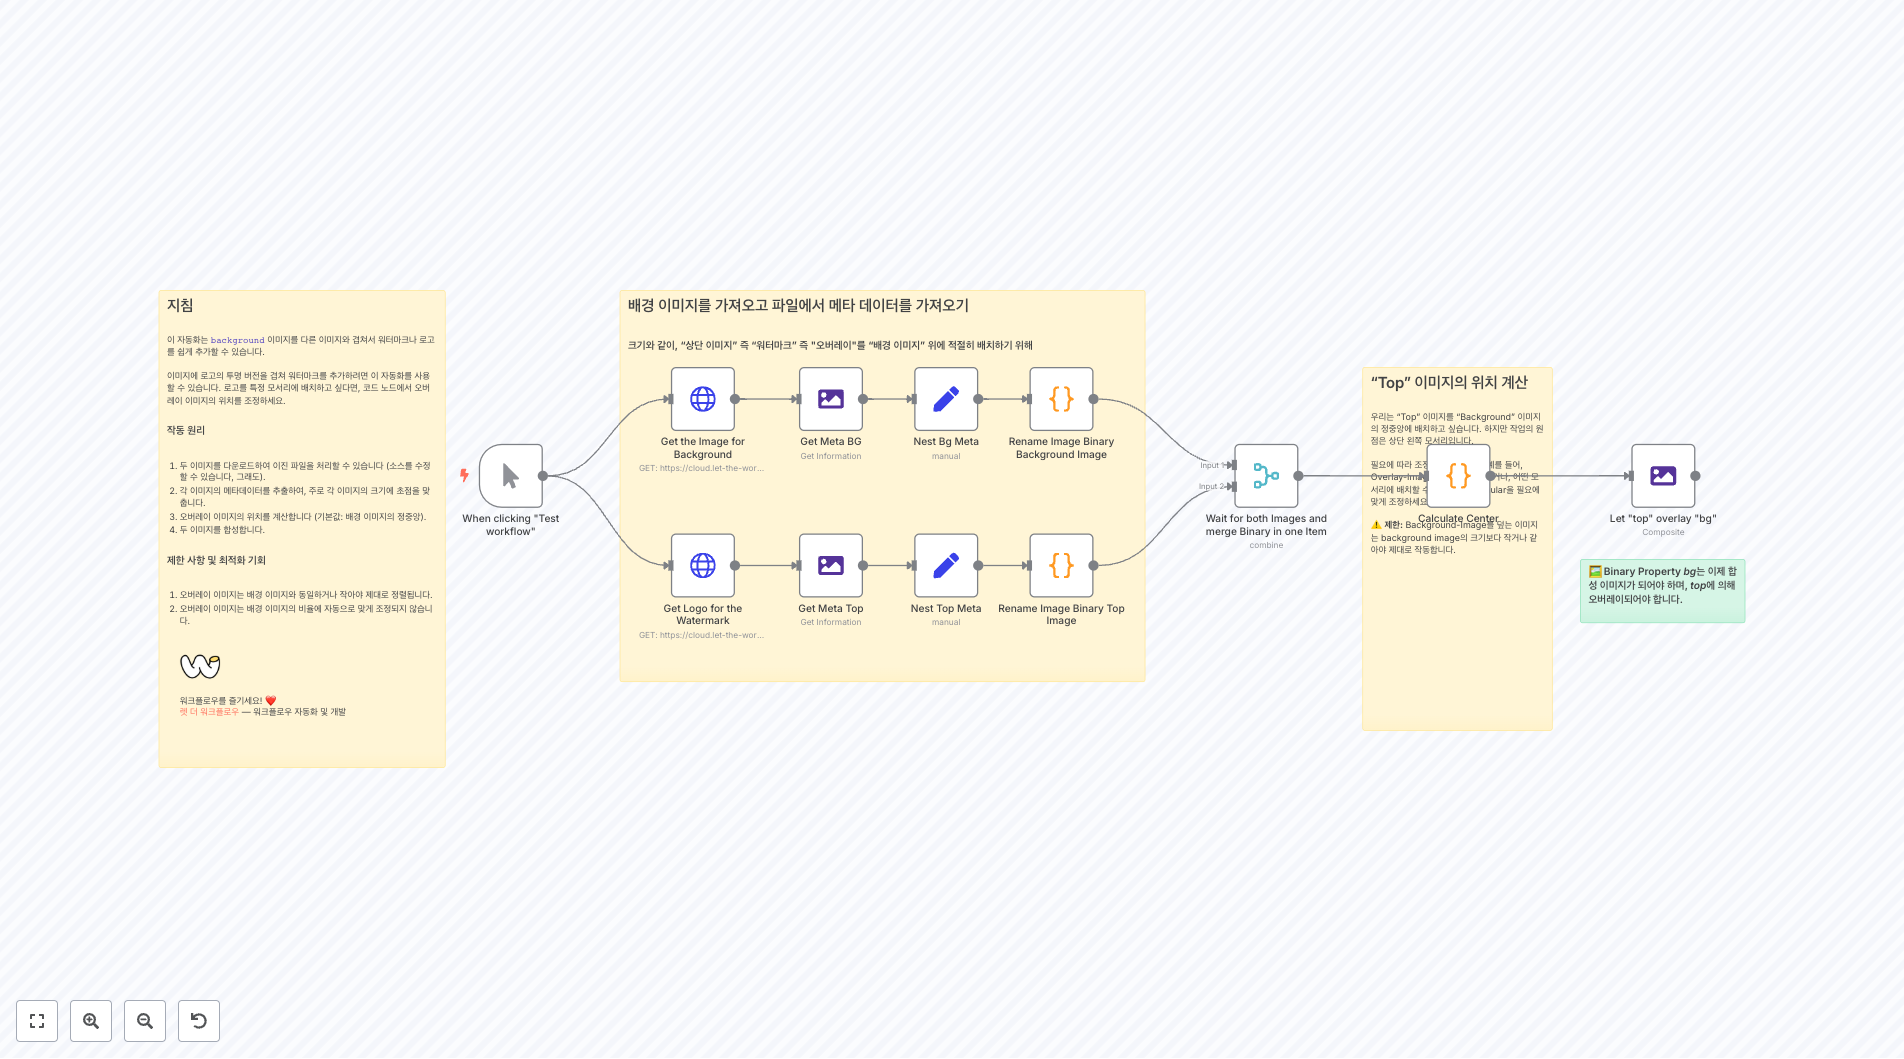 지침
이 자동화는 background 이미지를 다른 이미지와 겹쳐서 워터마크나 로고
를 쉽게 추가할 수 있습니다.
이미지에 로고의 투명 버전을 겹쳐 워터마크를 추가하려면 이 자동화를 사용
할 수 있습니다. 로고를 특정 모서리에 배치하고 싶다면, 코드 노드에서 오버
레이 이미지의 위치를 조정하세요.
작동 원리
1. 두 이미지를 다운로드하여 이진 파일을 처리할 수 있습니다 (소스를 수정
할 수 있습니다, 그래도).
2. 각 이미지의 메타데이터를 추출하여, 주로 각 이미지의 크기에 초점을 맞
춥니다.
3. 오버레이 이미지의 위치를 계산합니다 (기본값: 배경 이미지의 정중앙).
4. 두 이미지를 합성합니다.
제한 사항 및 최적화 기회
1. 오버레이 이미지는 배경 이미지와 동일하거나 작아야 제대로 정렬됩니다.
2. 오버레이 이미지는 배경 이미지의 비율에 자동으로 맞게 조정되지 않습니
다.
워크플로우를 즐기세요! ❤️
렛 더 워크플로우 — 워크플로우 자동화 및 개발
When clicking "Test
workflow"
배경 이미지를 가져오고 파일에서 메타 데이터를 가져오기
크기와 같이, “상단 이미지” 즉 “워터마크” 즉 "오버레이"를 “배경 이미지” 위에 적절히 배치하기 위해
Get the Image for
Background
GET: https://cloud.let-the-wor...
Get Meta BG
Get Information
Nest Bg Meta
manual
Rename Image Binary
Background Image
Get Logo for the
Watermark
GET: https://cloud.let-the-wor...
Get Meta Top
Get Information
Nest Top Meta
manual
Rename Image Binary Top
Image
Input 1
Input 2
Wait for both Images and
merge Binary in one Item
combine
“Top” 이미지의 위치 계산
우리는 “Top” 이미지를 “Background” 이미지
의 정중앙에 배치하고 싶습니다. 하지만 작업의 원
점은 상단 왼쪽 모서리입니다.
필요에 따라 예를 들어,
어떤 모
서리에 배치할 필요에
맞게 조정하세요
Calculate Center
⚠️ 제한: Background-Image를 덮는 이미지
는 background image의 크기보다 작거나 같
아야 제대로 작동합니다.
Let "top" overlay "bg"
Composite
🖼️ Binary Property bg는 이제 합
성 이미지가 되어야 하며, top에 의해
오버레이되어야 합니다.